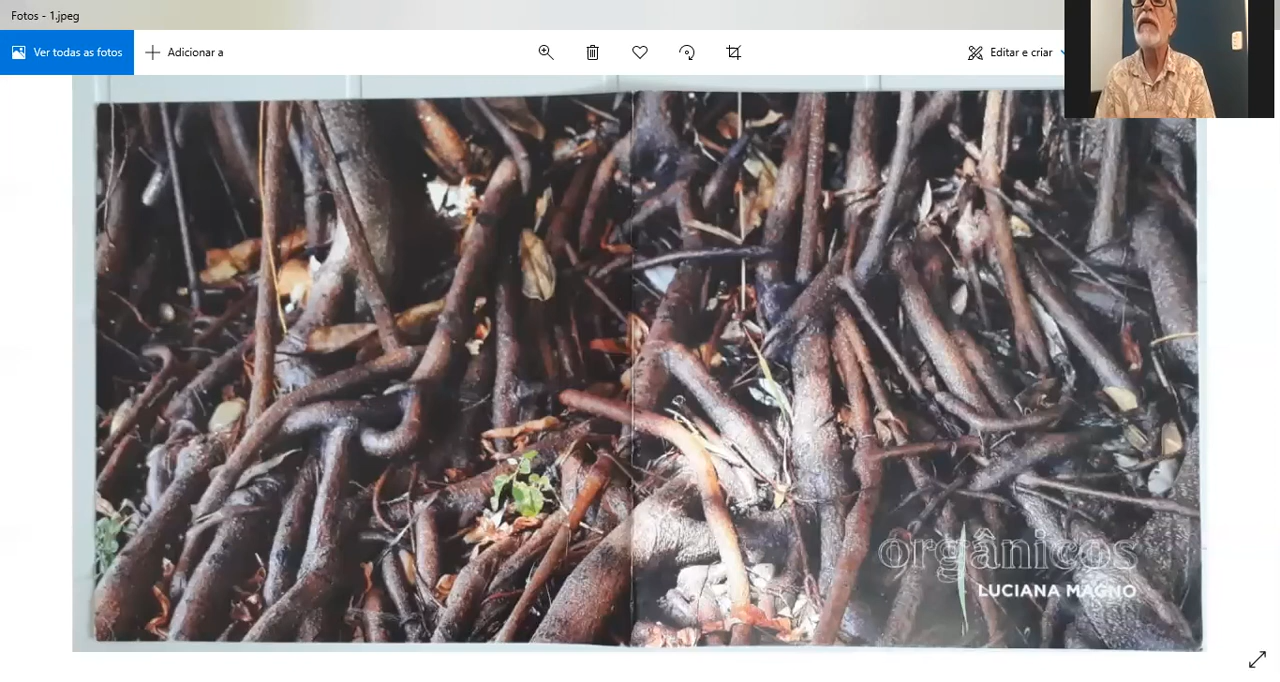 Fotos - 1.jpeg
Ver todas as fotos
Adicionar a
Editar e criar
orgânicos
LUCIANA MAGNO